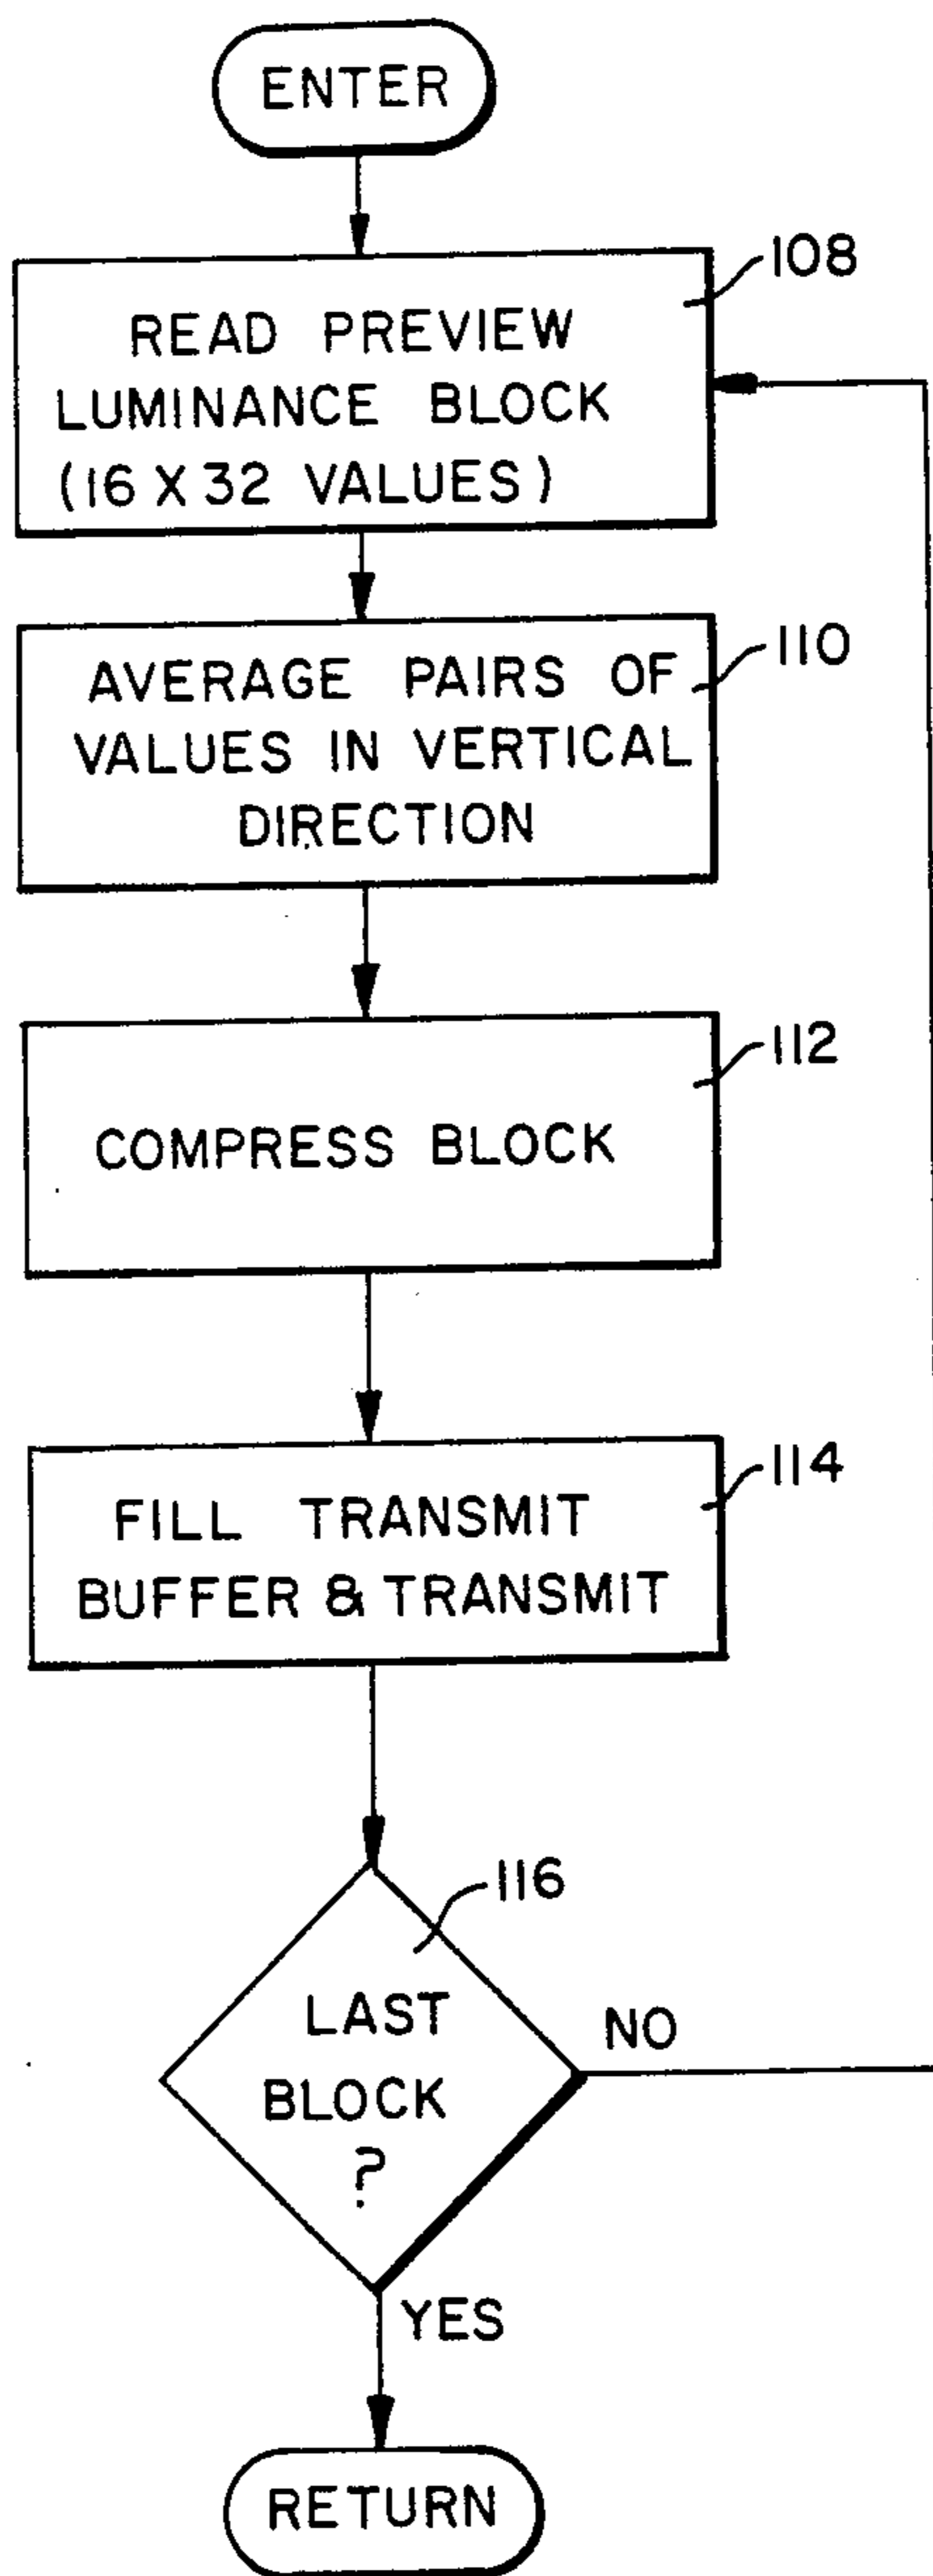 ENTER
108
READ PREVIEW
LUMINANCE BLOCK
(16 X 32 VALUES)
110
AVERAGE PAIRS OF
VALUES IN VERTICAL
DIRECTION
112
COMPRESS BLOCK
114
FILL TRANSMIT
BUFFER & TRANSMIT
116
LAST
BLOCK
?
NO
YES
RETURN